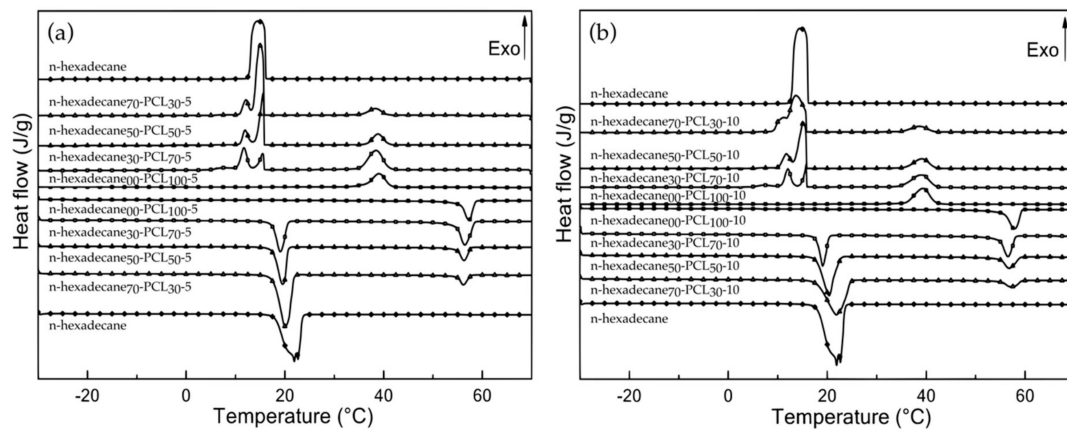 (a)
Exo
n-hexadecane
n-hexadecane70-PCL30-5
n-hexadecane50-PCL50-5
n-hexadecane30-PCL70-5
n-hexadecane00-PCL100-5
n-hexadecane00-PCL100-5
n-hexadecane30-PCL70-5
n-hexadecane50-PCL50-5
n-hexadecane70-PCL30-5
n-hexadecane
Heat flow (J/g)
-20 0 20 40 60
Temperature (°C)
(b)
Exo
n-hexadecane
n-hexadecane70-PCL30-10
n-hexadecane50-PCL50-10
n-hexadecane30-PCL70-10
n-hexadecane00-PCL100-10
n-hexadecane00-PCL100-10
n-hexadecane30-PCL70-10
n-hexadecane50-PCL50-10
n-hexadecane70-PCL30-10
n-hexadecane
Heat flow (J/g)
-20 0 20 40 60
Temperature (°C)